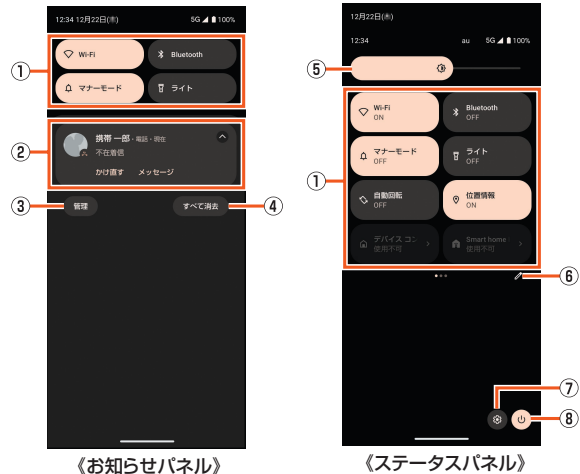 12:34 12月22日(木) 5G 100%
Wi-Fi Bluetooth
① マナーモード ライト
② 携帯 一郎・電話・現在
不在着信
かけ直す メッセージ
③ 管理 すべて消去 ④
《お知らせパネル》
12月22日(木)
12:34 au 5G 100%
⑤
Wi-Fi ON Bluetooth OFF
① マナーモード OFF ライト OFF
自動回転 OFF 位置情報 ON
デバイス コン 使用不可 Smart home 使用不可
⑥
⑦
⑧
《ステータスパネル》